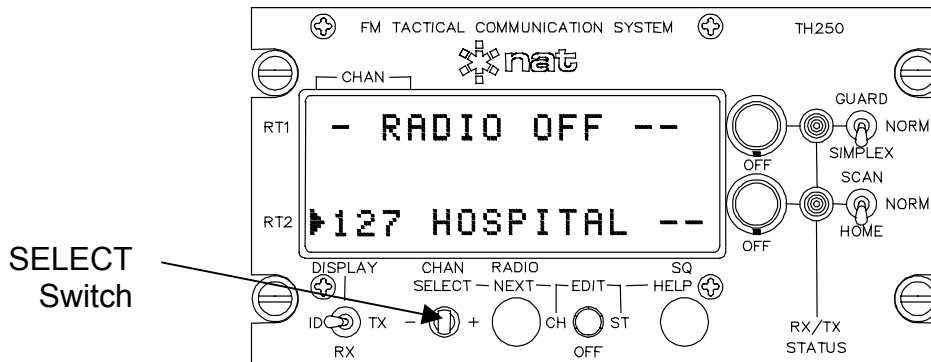 FM TACTICAL COMMUNICATION SYSTEM TH250
nat
CHAN
GUARD
RT1 - RADIO OFF -- OFF NORM
SIMPLEX
SCAN
RT2 127 HOSPITAL -- OFF NORM
HOME
SELECT
Switch
DISPLAY CHAN RADIO SQ
SELECT NEXT EDIT HELP
ID TX - + CH ST
RX OFF
RX/TX
STATUS